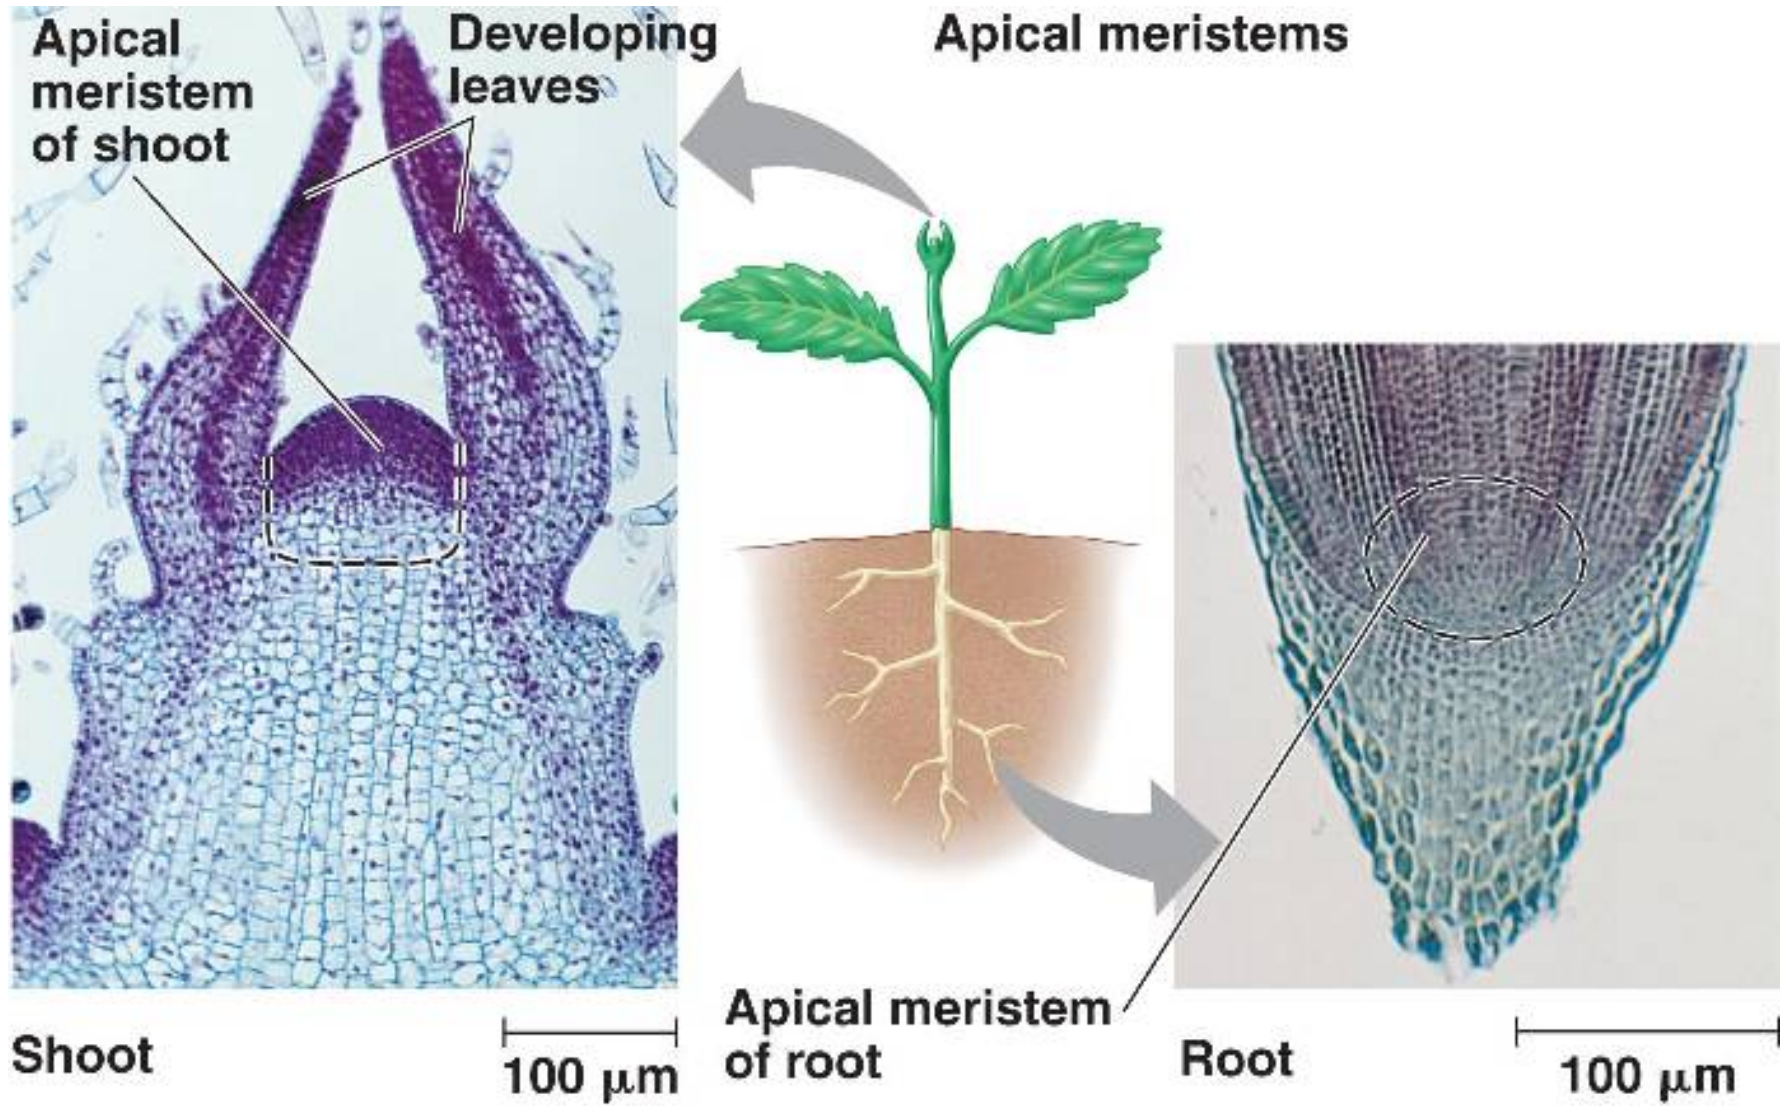 Apical
meristem
of shoot
Developing
leaves
Apical meristems
Apical meristem
of root
Shoot
100 μm
Root
100 μm